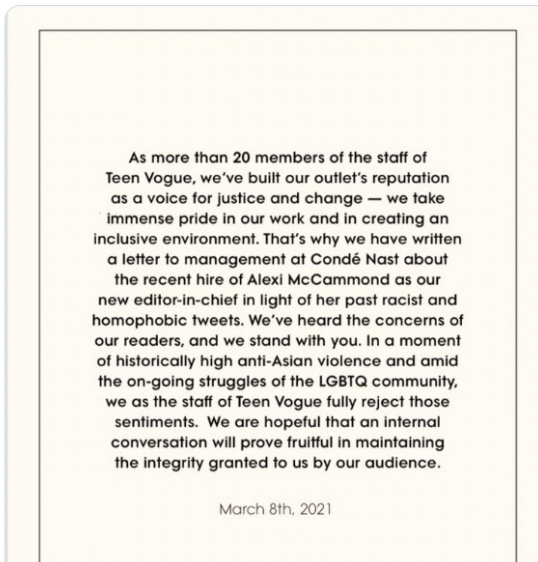 As more than 20 members of the staff of
Teen Vogue, we've built our outlet's reputation
as a voice for justice and change — we take
immense pride in our work and in creating an
inclusive environment. That's why we have written
a letter to management at Condé Nast about
the recent hire of Alexi McCammond as our
new editor-in-chief in light of her past racist and
homophobic tweets. We've heard the concerns of
our readers, and we stand with you. In a moment
of historically high anti-Asian violence and amid
the on-going struggles of the LGBTQ community,
we as the staff of Teen Vogue fully reject those
sentiments.  We are hopeful that an internal
conversation will prove fruitful in maintaining
the integrity granted to us by our audience.
March 8th, 2021